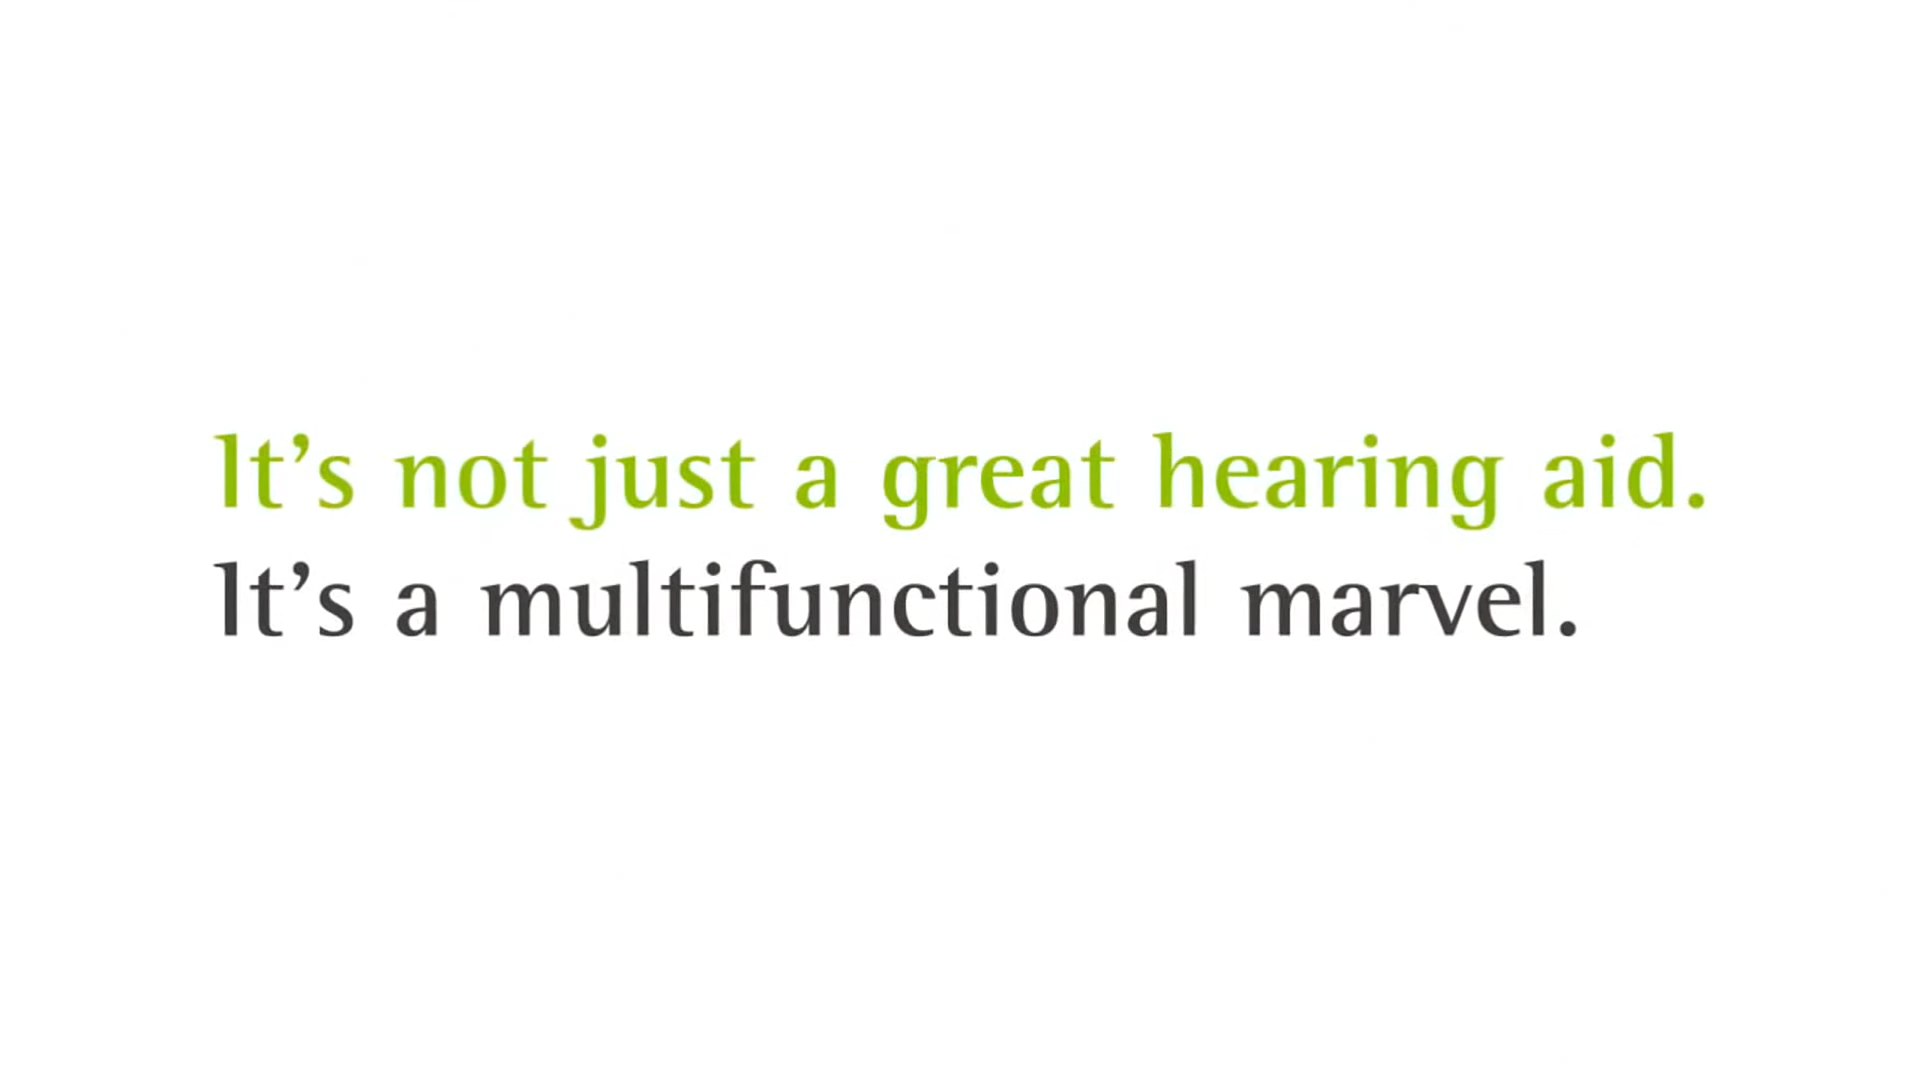 It’s not just a great hearing aid.
It’s a multifunctional marvel.